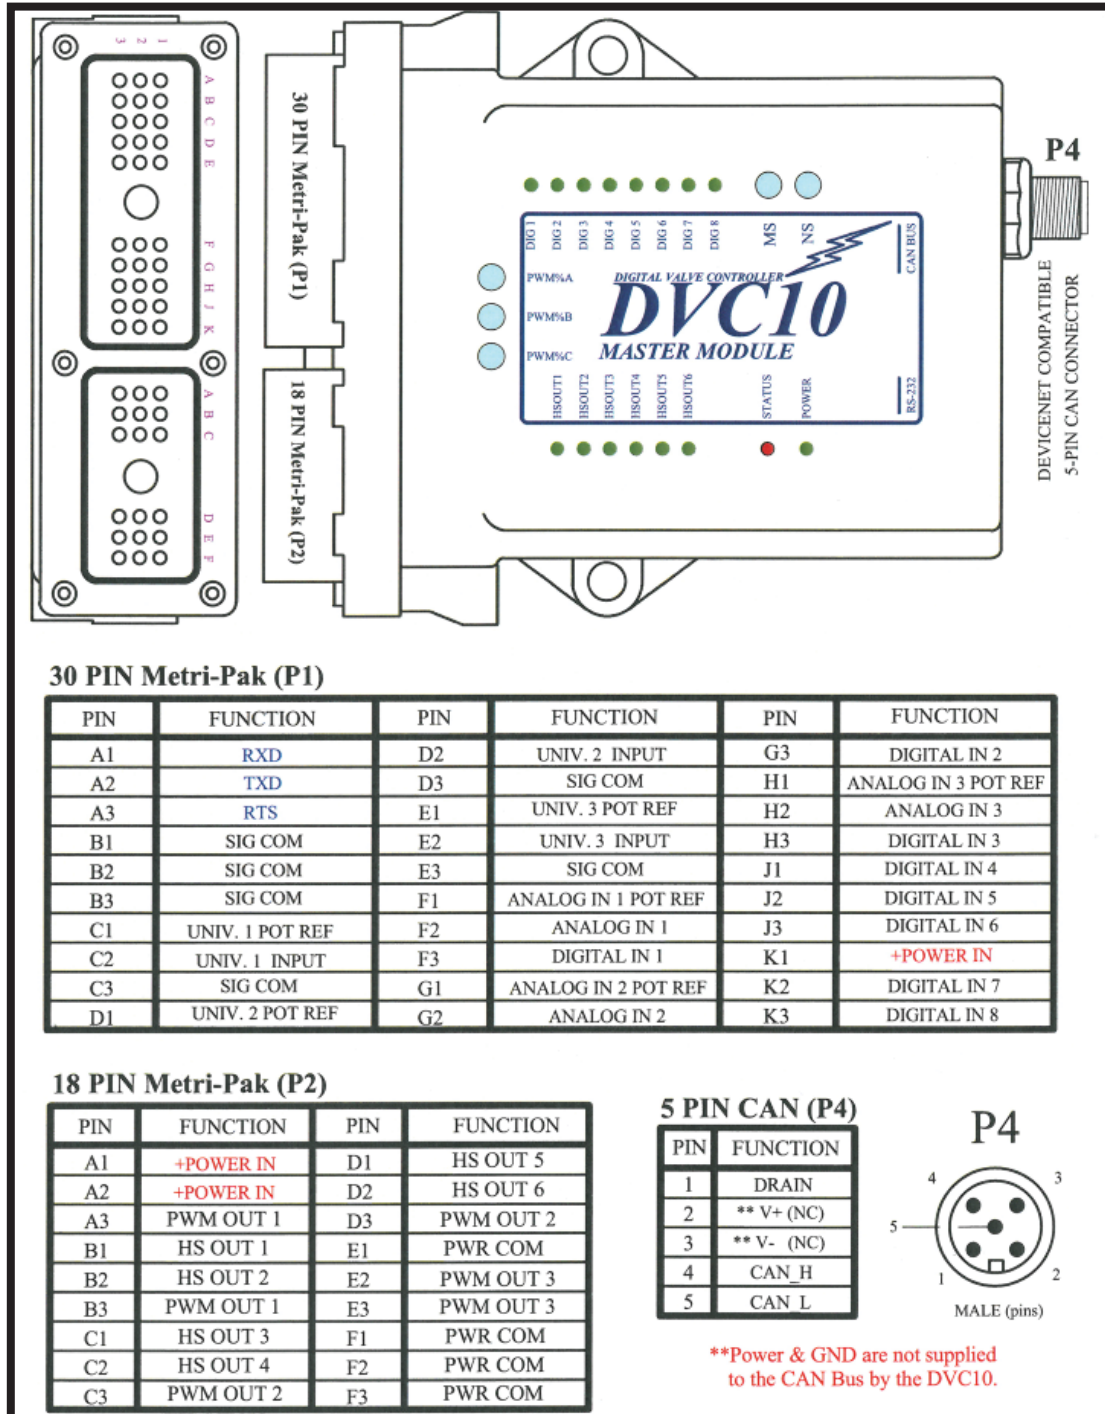 3 2 1
A B C D E
F G H J K
A B C
D E F
30 PIN Metri-Pak (P1)
18 PIN Metri-Pak (P2)
DIG 1
DIG 2
DIG 3
DIG 4
DIG 5
DIG 6
DIG 7
DIG 8
MS
NS
CAN BUS
PWM%A
PWM%B
PWM%C
DIGITAL VALVE CONTROLLER
DVC10
MASTER MODULE
HSOUT1
HSOUT2
HSOUT3
HSOUT4
HSOUT5
HSOUT6
STATUS
POWER
RS-232
P4
DEVICENET COMPATIBLE
5-PIN CAN CONNECTOR
30 PIN Metri-Pak (P1)
PIN FUNCTION PIN FUNCTION PIN FUNCTION
A1 RXD D2 UNIV. 2 INPUT G3 DIGITAL IN 2
A2 TXD D3 SIG COM H1 ANALOG IN 3 POT REF
A3 RTS E1 UNIV. 3 POT REF H2 ANALOG IN 3
B1 SIG COM E2 UNIV. 3 INPUT H3 DIGITAL IN 3
B2 SIG COM E3 SIG COM J1 DIGITAL IN 4
B3 SIG COM F1 ANALOG IN 1 POT REF J2 DIGITAL IN 5
C1 UNIV. 1 POT REF F2 ANALOG IN 1 J3 DIGITAL IN 6
C2 UNIV. 1 INPUT F3 DIGITAL IN 1 K1 +POWER IN
C3 SIG COM G1 ANALOG IN 2 POT REF K2 DIGITAL IN 7
D1 UNIV. 2 POT REF G2 ANALOG IN 2 K3 DIGITAL IN 8
18 PIN Metri-Pak (P2)
PIN FUNCTION PIN FUNCTION
A1 +POWER IN D1 HS OUT 5
A2 +POWER IN D2 HS OUT 6
A3 PWM OUT 1 D3 PWM OUT 2
B1 HS OUT 1 E1 PWR COM
B2 HS OUT 2 E2 PWM OUT 3
B3 PWM OUT 1 E3 PWM OUT 3
C1 HS OUT 3 F1 PWR COM
C2 HS OUT 4 F2 PWR COM
C3 PWM OUT 2 F3 PWR COM
5 PIN CAN (P4)
PIN FUNCTION
1 DRAIN
2 ** V+ (NC)
3 ** V- (NC)
4 CAN_H
5 CAN_L
P4
4 3
5
1 2
MALE (pins)
**Power & GND are not supplied
to the CAN Bus by the DVC10.